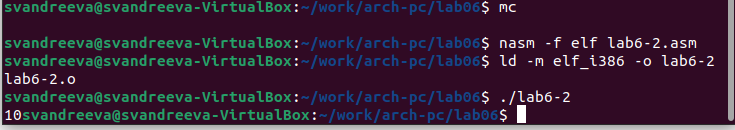 svandreeva@svandreeva-VirtualBox:~/work/arch-pc/lab06$ mc
svandreeva@svandreeva-VirtualBox:~/work/arch-pc/lab06$ nasm -f elf lab6-2.asm
svandreeva@svandreeva-VirtualBox:~/work/arch-pc/lab06$ ld -m elf_i386 -o lab6-2
lab6-2.o
svandreeva@svandreeva-VirtualBox:~/work/arch-pc/lab06$ ./lab6-2
10svandreeva@svandreeva-VirtualBox:~/work/arch-pc/lab06$